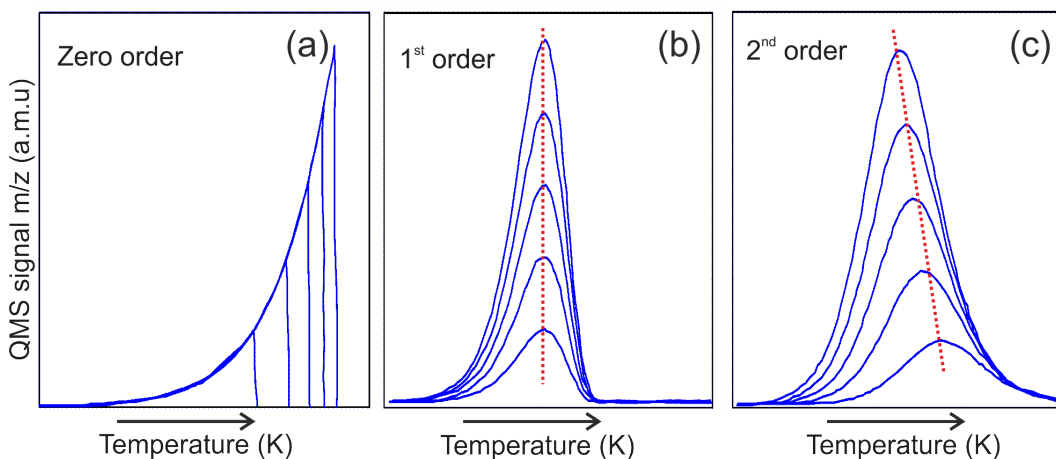 QMS signal m/z (a.m.u)
Zero order
(a)
Temperature (K)
1st order
(b)
Temperature (K)
2nd order
(c)
Temperature (K)